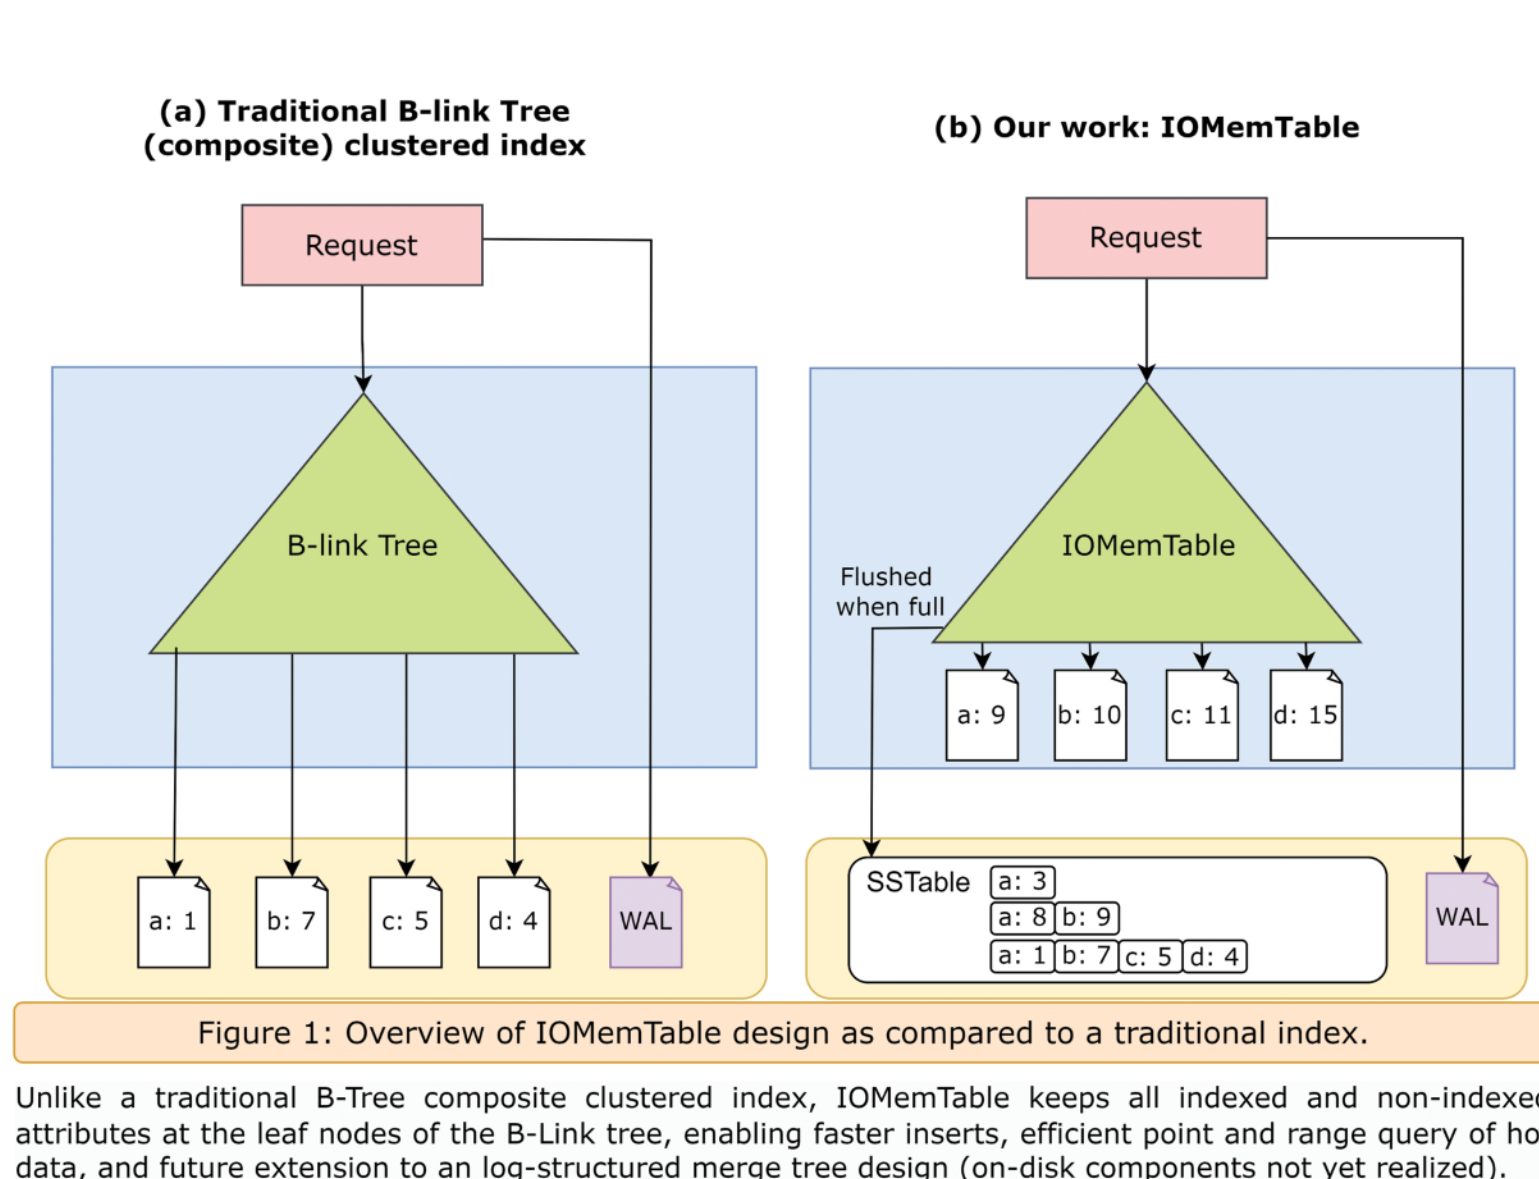 (a) Traditional B-link Tree
(composite) clustered index
Request
B-link Tree
a: 1
b: 7
c: 5
d: 4
WAL
(b) Our work: IOMemTable
Request
IOMemTable
Flushed
when full
a: 9
b: 10
c: 11
d: 15
SSTable
a: 3
a: 8 b: 9
a: 1 b: 7 c: 5 d: 4
WAL
Figure 1: Overview of IOMemTable design as compared to a traditional index.
Unlike a traditional B-Tree composite clustered index, IOMemTable keeps all indexed and
attributes at the leaf nodes of the B-Link tree, enabling faster inserts, efficient point and range query of
data, and future extension to an log-structured merge tree design (on-disk components not yet realized).